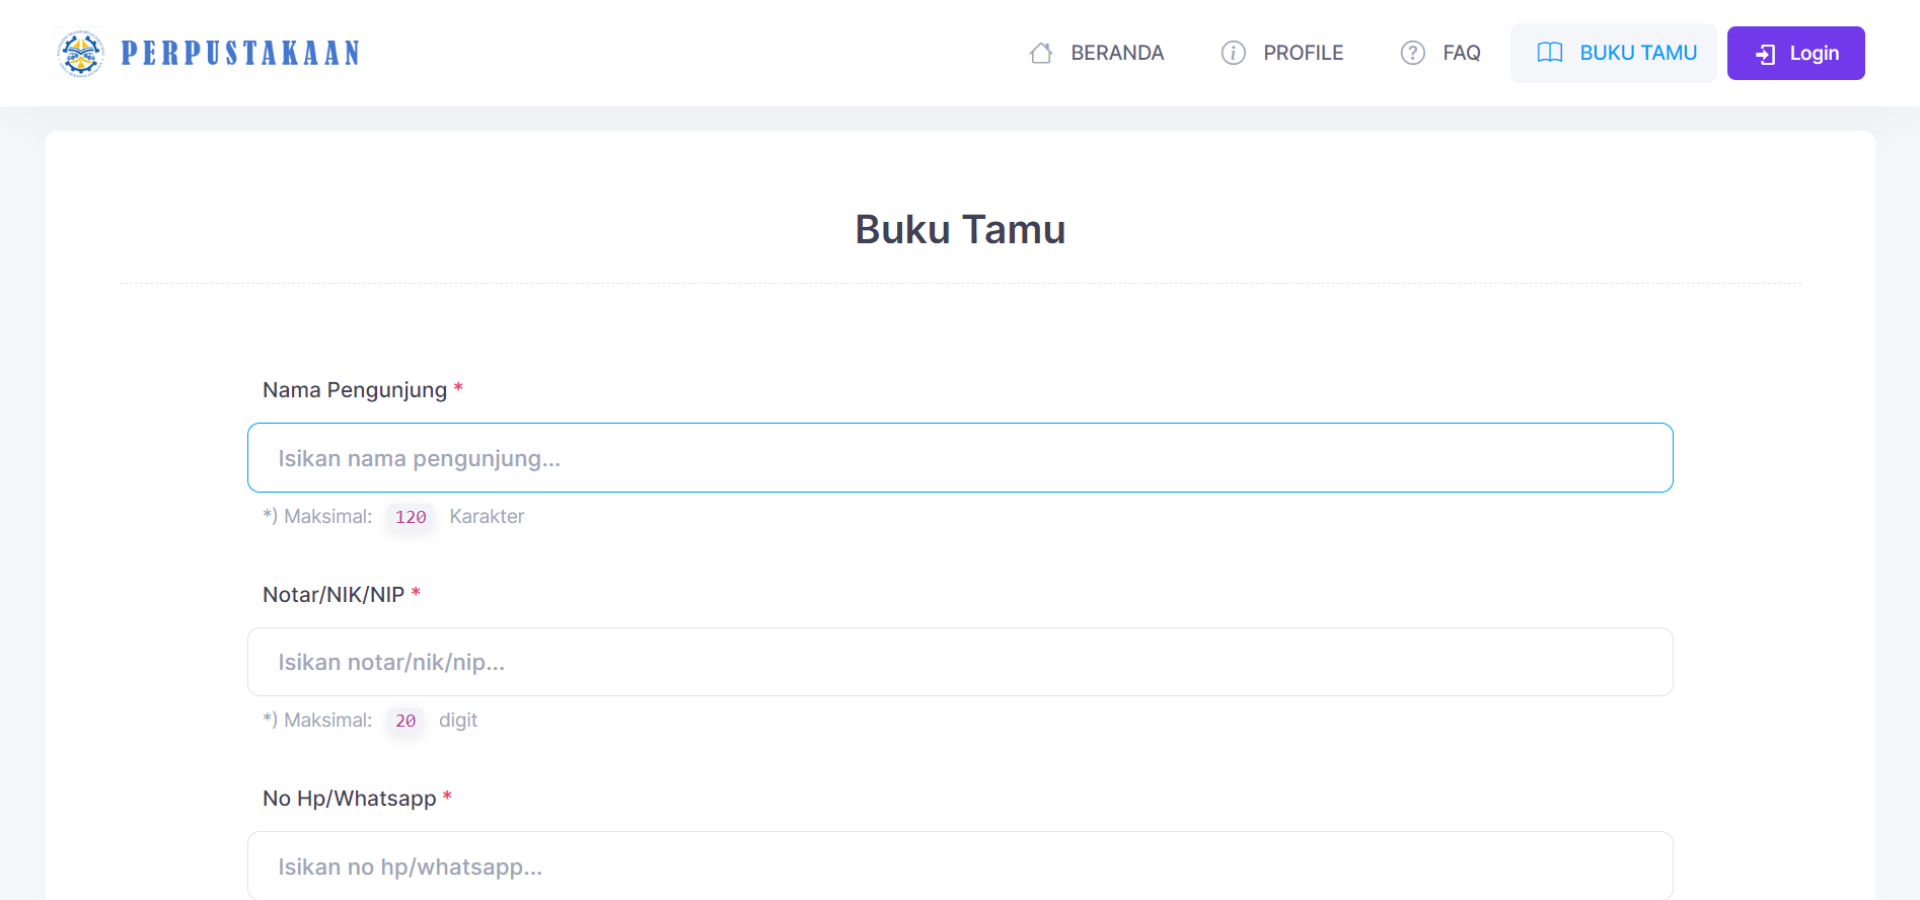 PERPUSTAKAAN
BERANDA
PROFILE
FAQ
BUKU TAMU
Login
Buku Tamu
Nama Pengunjung *
Isikan nama pengunjung...
*) Maksimal: 120 Karakter
Notar/NIK/NIP *
Isikan notar/nik/nip...
*) Maksimal: 20 digit
No Hp/Whatsapp *
Isikan no hp/whatsapp...